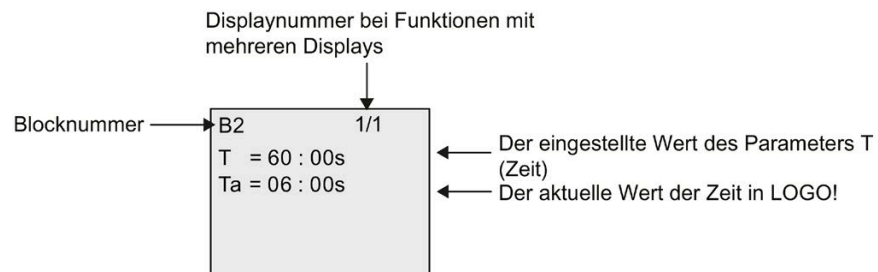 Displaynummer bei Funktionen mit
mehreren Displays
Blocknummer
B2 1/1
T = 60 : 00s
Ta = 06 : 00s
Der eingestellte Wert des Parameters T
(Zeit)
Der aktuelle Wert der Zeit in LOGO!